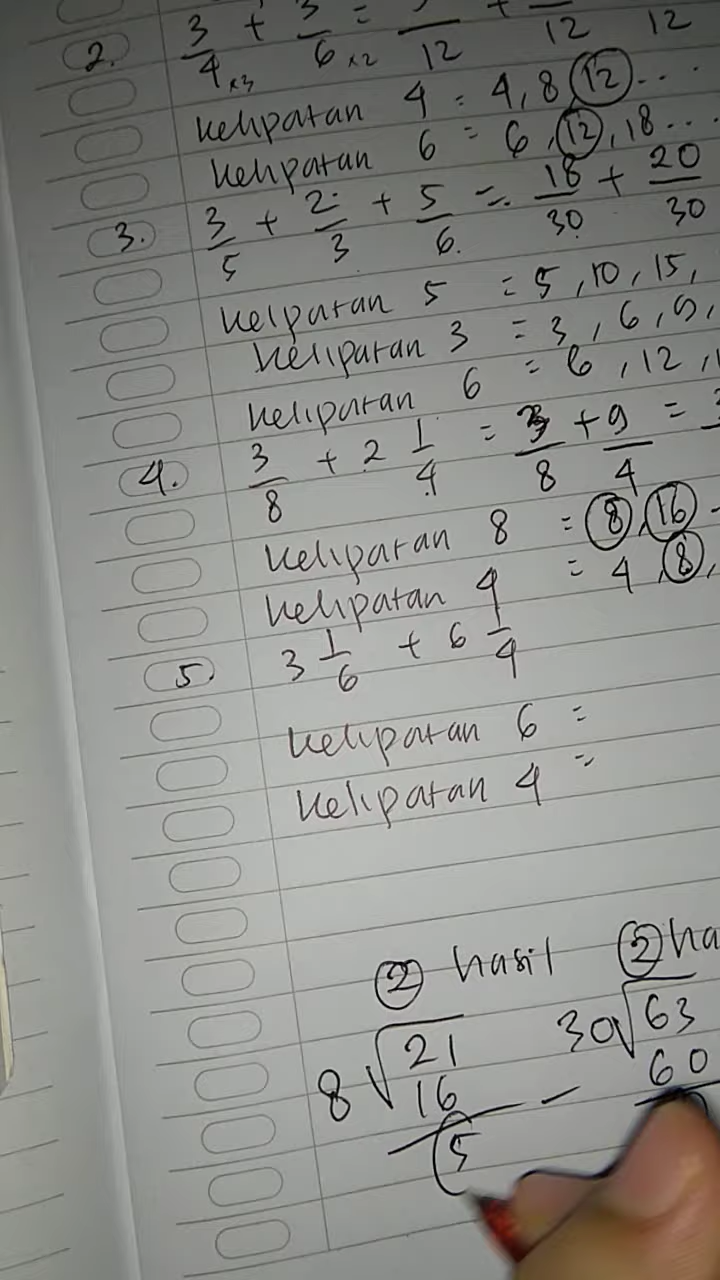 2. 3/4 ×3 + 3/6 ×2 = /12 + /12 12
Kelipatan 4 = 4, 8, 12 ....
Kelipatan 6 = 6, 12, 18 ...
3. 3/5 + 2/3 + 5/6 = 18/30 + 20/30
Kelpatan 5 = 5, 10, 15,
Kelipatan 3 = 3, 6, 9,
Kelipatan 6 = 6, 12, 1
4. 3/8 + 2 1/4 = 3/8 + 9/4 =
Kelipatan 8 = 8, 16
Kelipatan 4 = 4, 8,
5. 3 1/6 + 6 1/4
Kelipatan 6 =
Kelipatan 4 =
2 hasil 2 ha
8 √21 30 √63
16 - 60
5